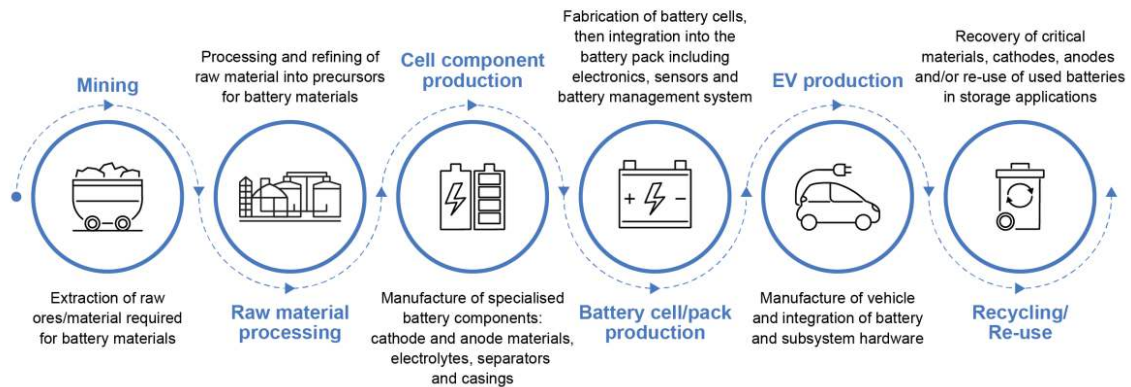 Mining
Extraction of raw
ores/material required
for battery materials
Processing and refining of
raw material into precursors
for battery materials
Raw material
processing
Cell component
production
Manufacture of specialised
battery components:
cathode and anode materials,
electrolytes, separators
and casings
Fabrication of battery cells,
then integration into the
battery pack including
electronics, sensors and
battery management system
Battery cell/pack
production
EV production
Manufacture of vehicle
and integration of battery
and subsystem hardware
Recovery of critical
materials, cathodes, anodes
and/or re-use of used batteries
in storage applications
Recycling/
Re-use